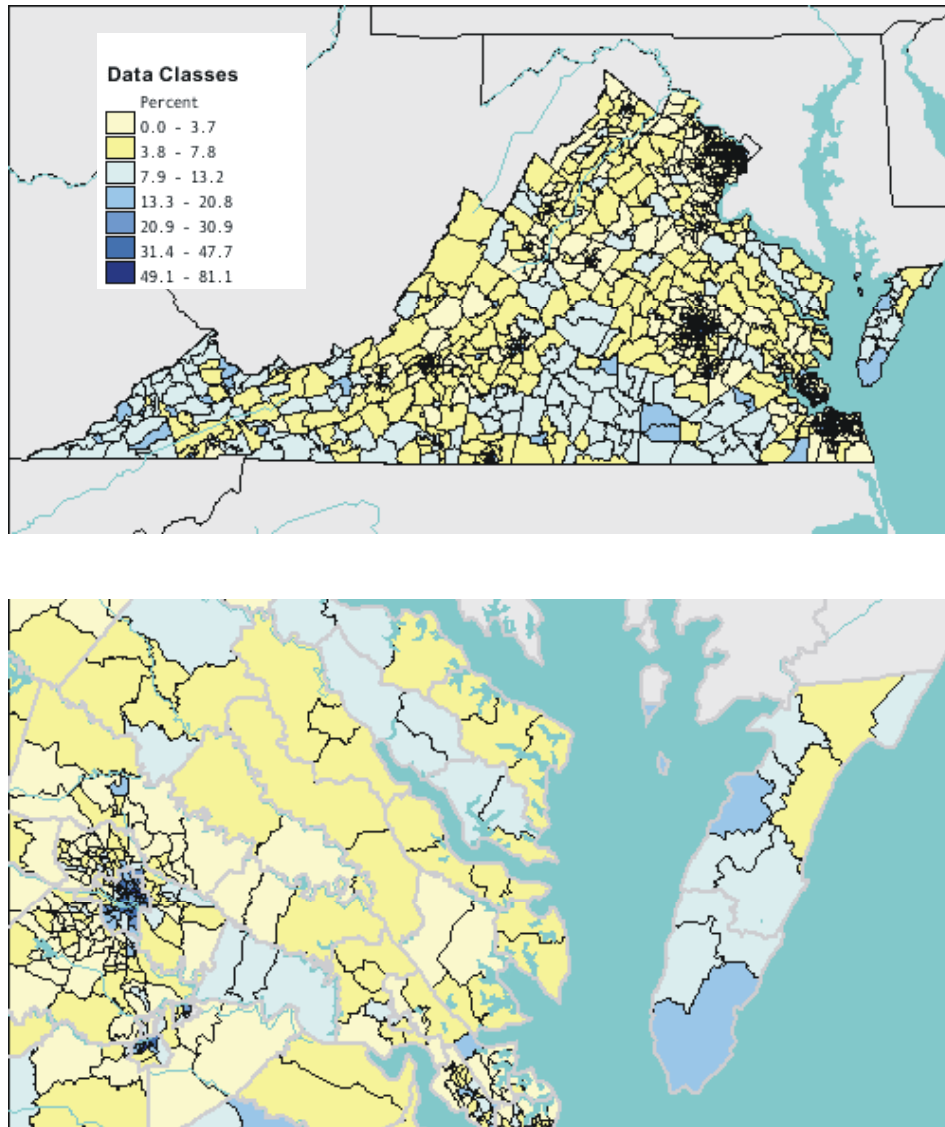 Data Classes
Percent
0.0 - 3.7
3.8 - 7.8
7.9 - 13.2
13.3 - 20.8
20.9 - 30.9
31.4 - 47.7
49.1 - 81.1